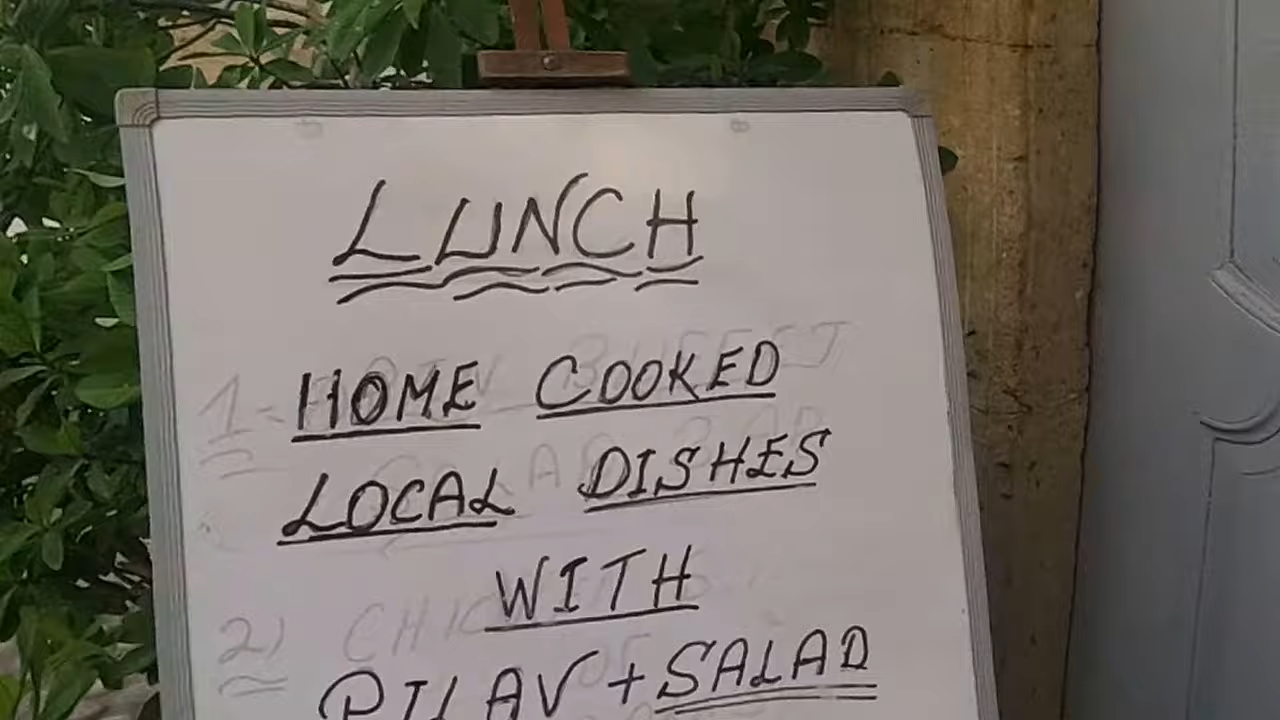 LUNCH
HOME COOKED
LOCAL DISHES
WITH
PILAV + SALAD